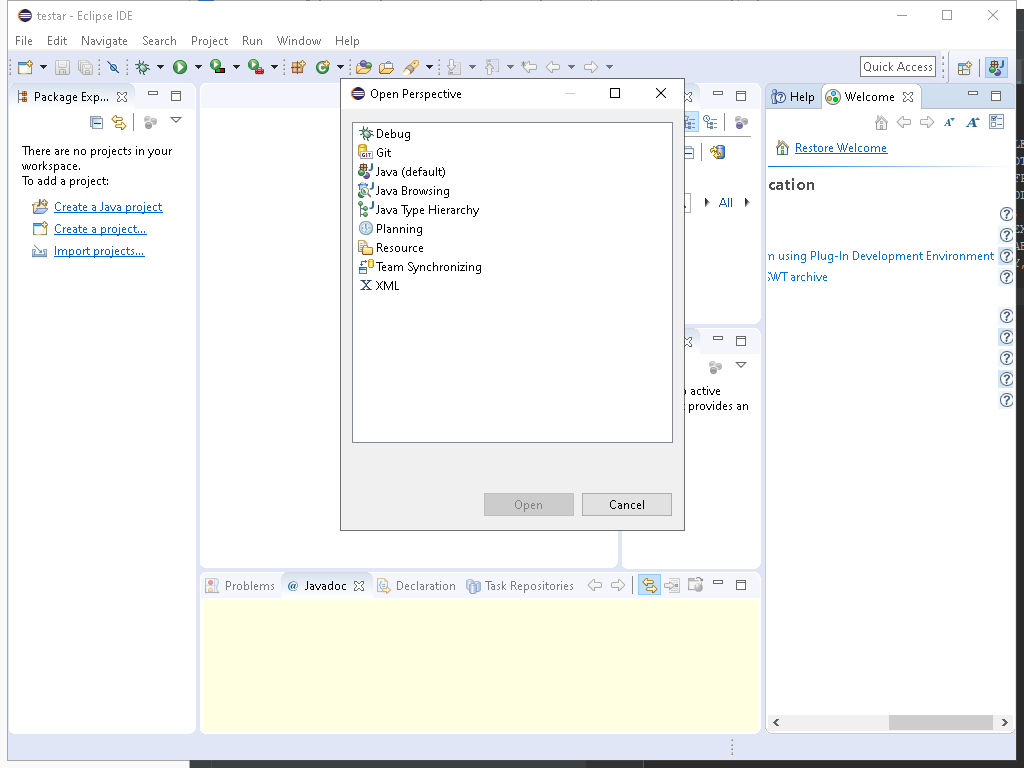 testar - Eclipse IDE
File Edit Navigate Search Project Run Window Help
Quick Access
Package Exp...
There are no projects in your
workspace.
To add a project:
Create a Java project
Create a project...
Import projects...
Open Perspective
Debug
Git
Java (default)
Java Browsing
Java Type Hierarchy
Planning
Resource
Team Synchronizing
XML
Open Cancel
All
active
provides an
Help Welcome
Restore Welcome
cation
using Plug-In Development Environment
SWT archive
Problems @ Javadoc Declaration Task Repositories